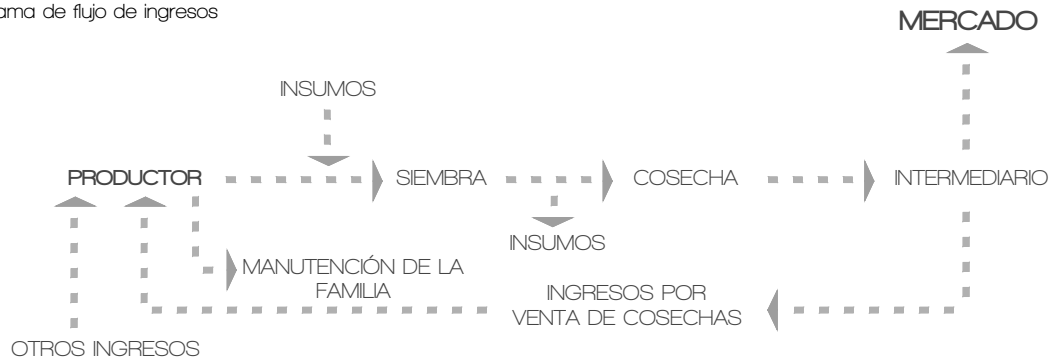 ama de flujo de ingresos
MERCADO
INSUMOS
PRODUCTOR
SIEMBRA
COSECHA
INTERMEDIARIO
INSUMOS
MANUTENCIÓN DE LA
FAMILIA
INGRESOS POR
VENTA DE COSECHAS
OTROS INGRESOS